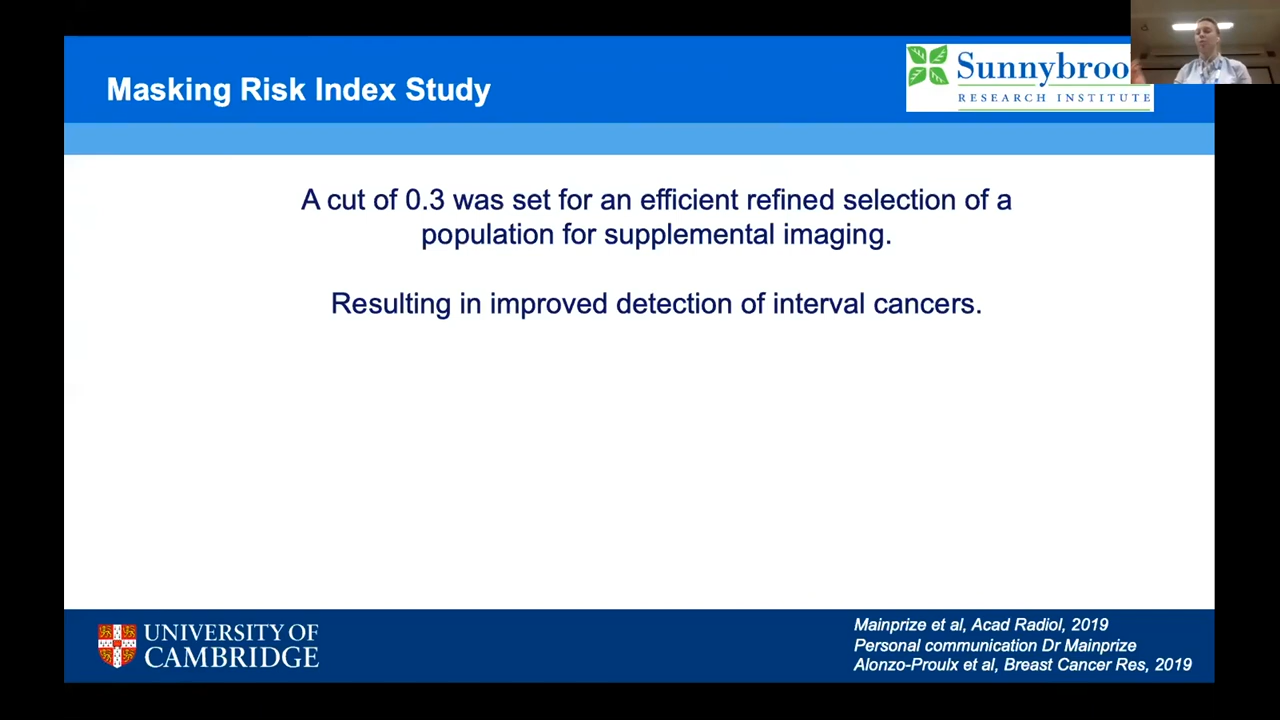 Masking Risk Index Study
Sunnybroo
RESEARCH INSTITUTE
A cut of 0.3 was set for an efficient refined selection of a
population for supplemental imaging.
Resulting in improved detection of interval cancers.
UNIVERSITY OF
CAMBRIDGE
Mainprize et al, Acad Radiol, 2019
Personal communication Dr Mainprize
Alonzo-Proulx et al, Breast Cancer Res, 2019